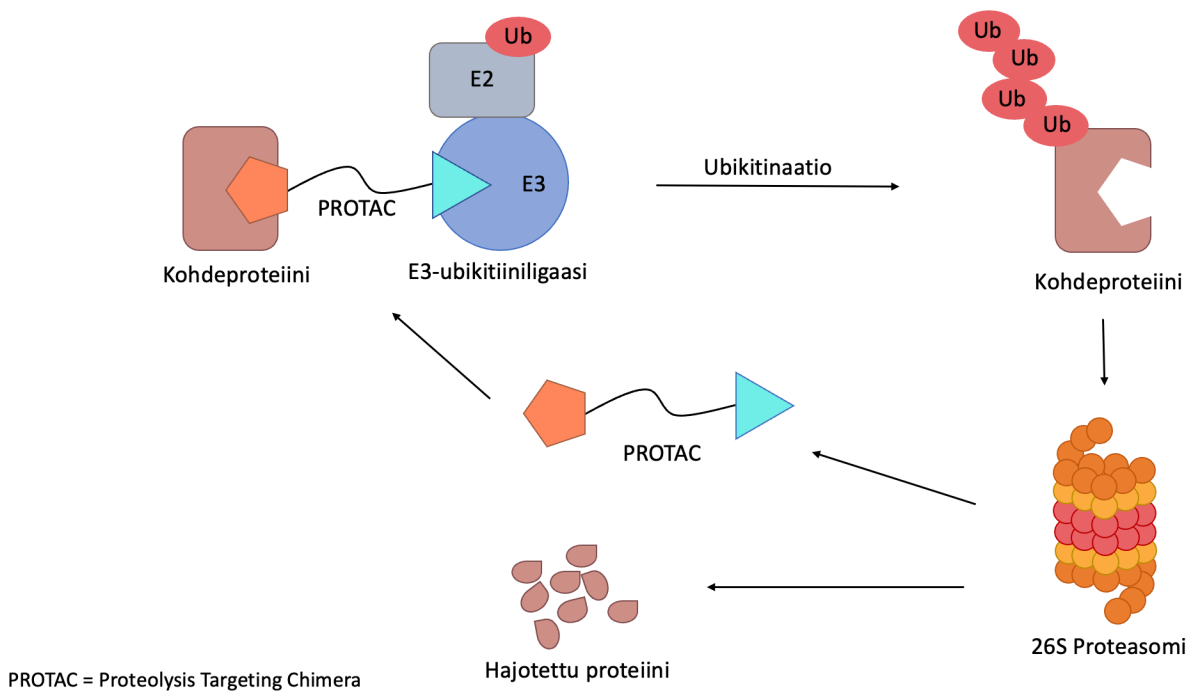 Ub
E2
E3
PROTAC
Kohdeproteiini
E3-ubikitiiniligaasi
Ubikitinaatio
Ub
Ub
Ub
Ub
Kohdeproteiini
PROTAC
26S Proteasomi
Hajotettu proteiini
PROTAC = Proteolysis Targeting Chimera